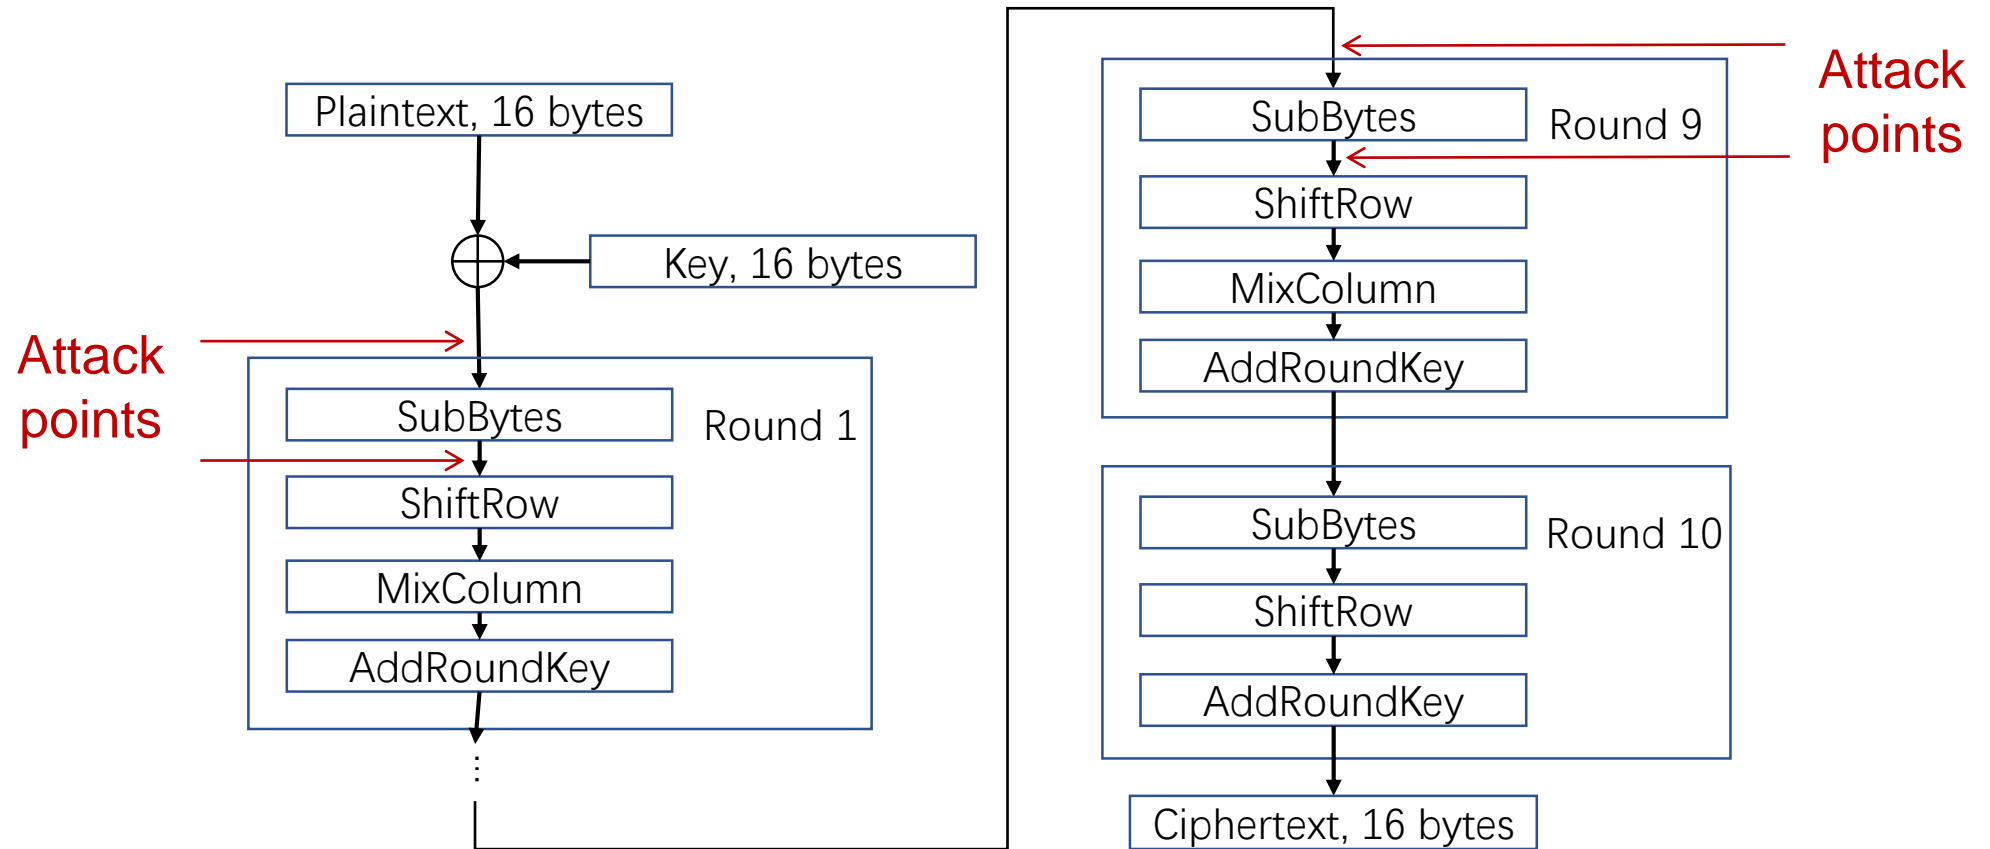 Plaintext, 16 bytes
Key, 16 bytes
Attack
points
SubBytes
Round 1
ShiftRow
MixColumn
AddRoundKey
...
Attack
points
SubBytes
Round 9
ShiftRow
MixColumn
AddRoundKey
SubBytes
Round 10
ShiftRow
AddRoundKey
Ciphertext, 16 bytes